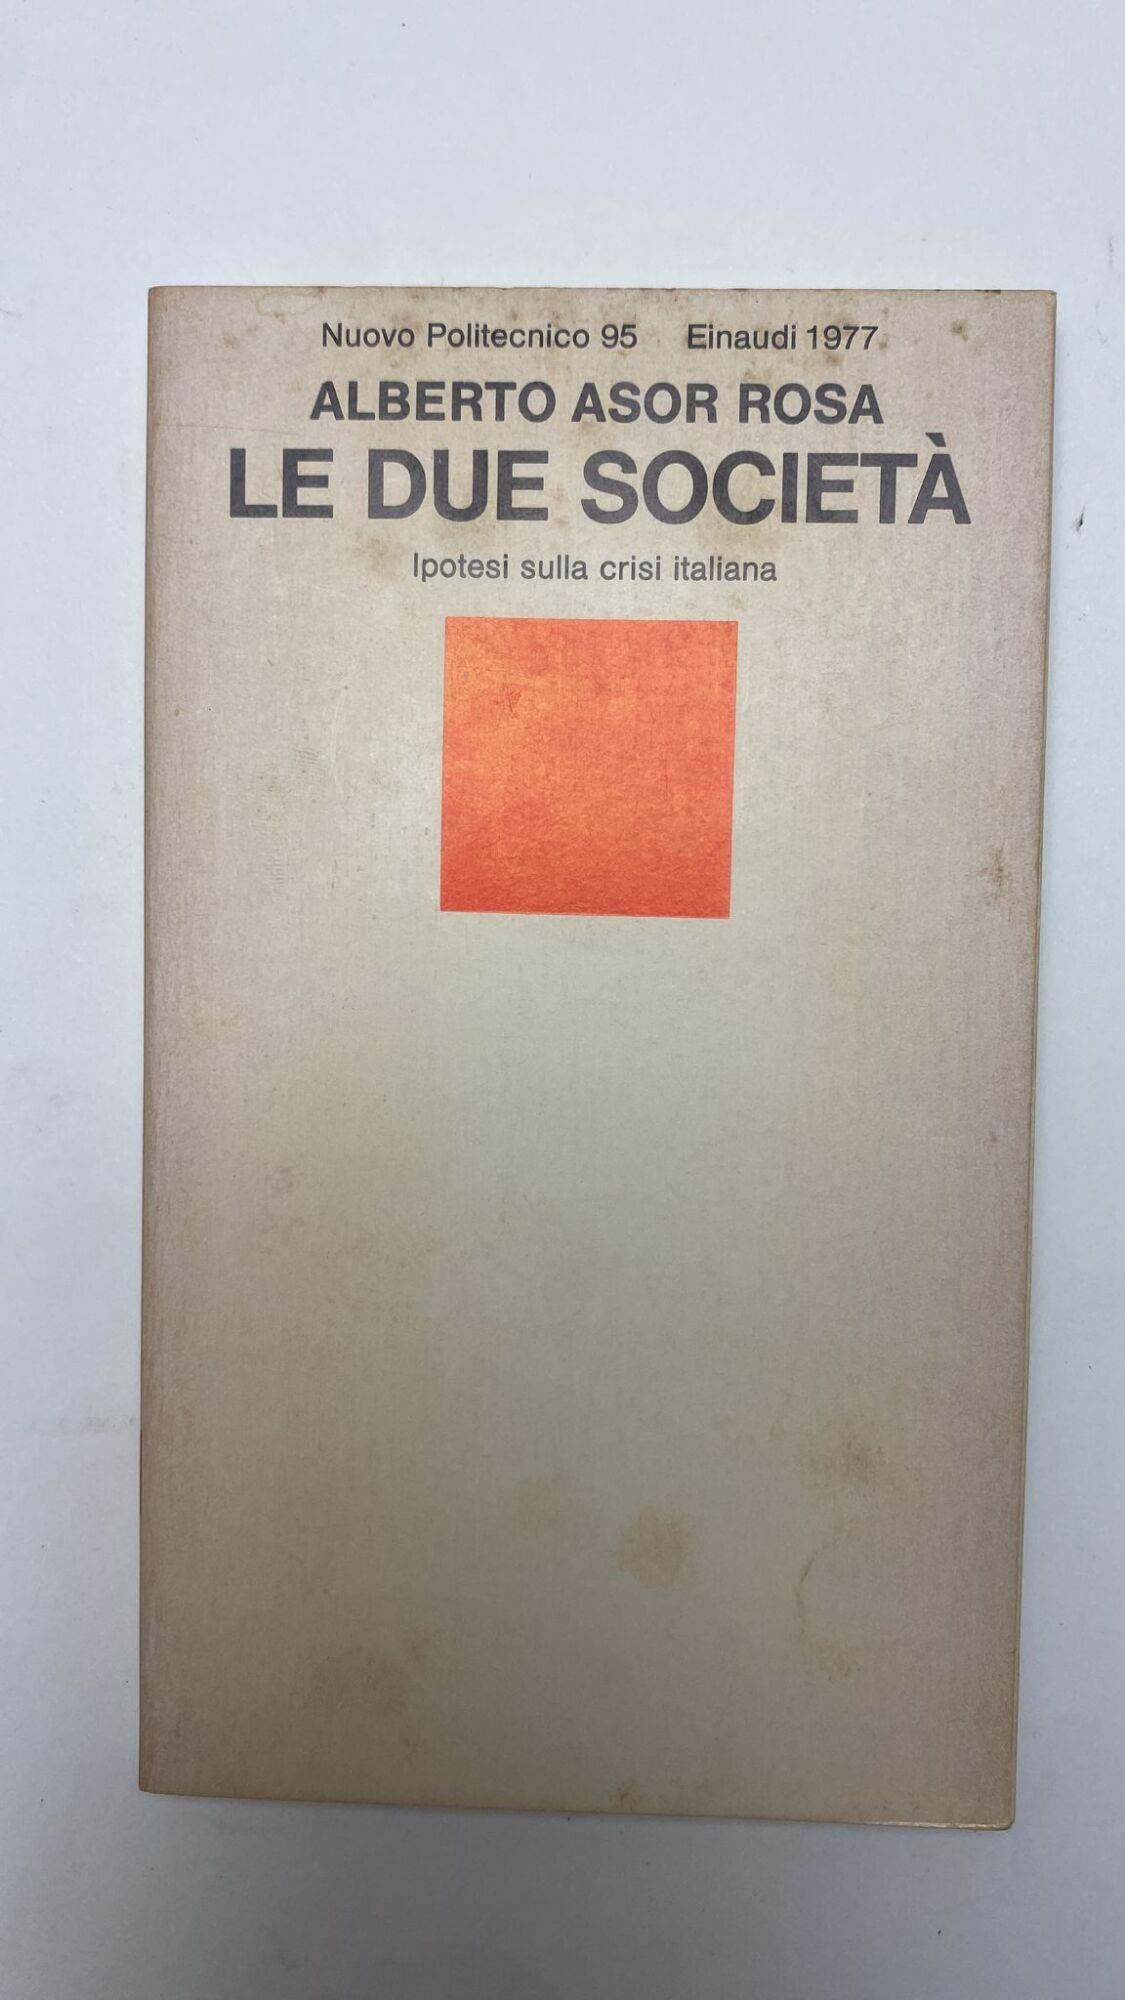 Nuovo Politecnico 95 Einaudi 1977
ALBERTO ASOR ROSA
LE DUE SOCIETÀ
Ipotesi sulla crisi italiana